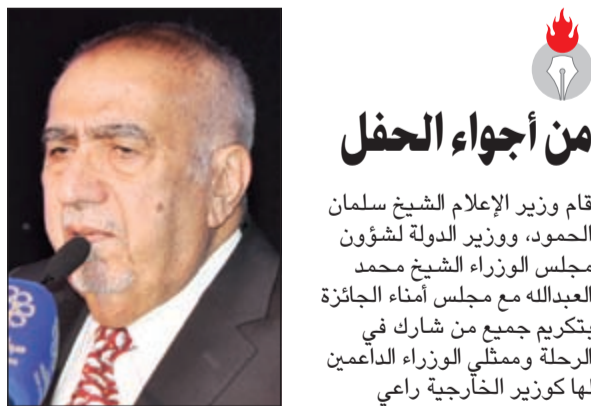 من أجواء الحفل
قام وزير الإعلام الشيخ سلمان
الحمود، ووزير الدولة لشؤون
مجلس الوزراء الشيخ محمد
العبدالله مع مجلس أمناء الجائزة
بتكريم جميع من شارك في
الرحلة وممثلي الوزراء الداعمين
لها كوزير الخارجية راعي